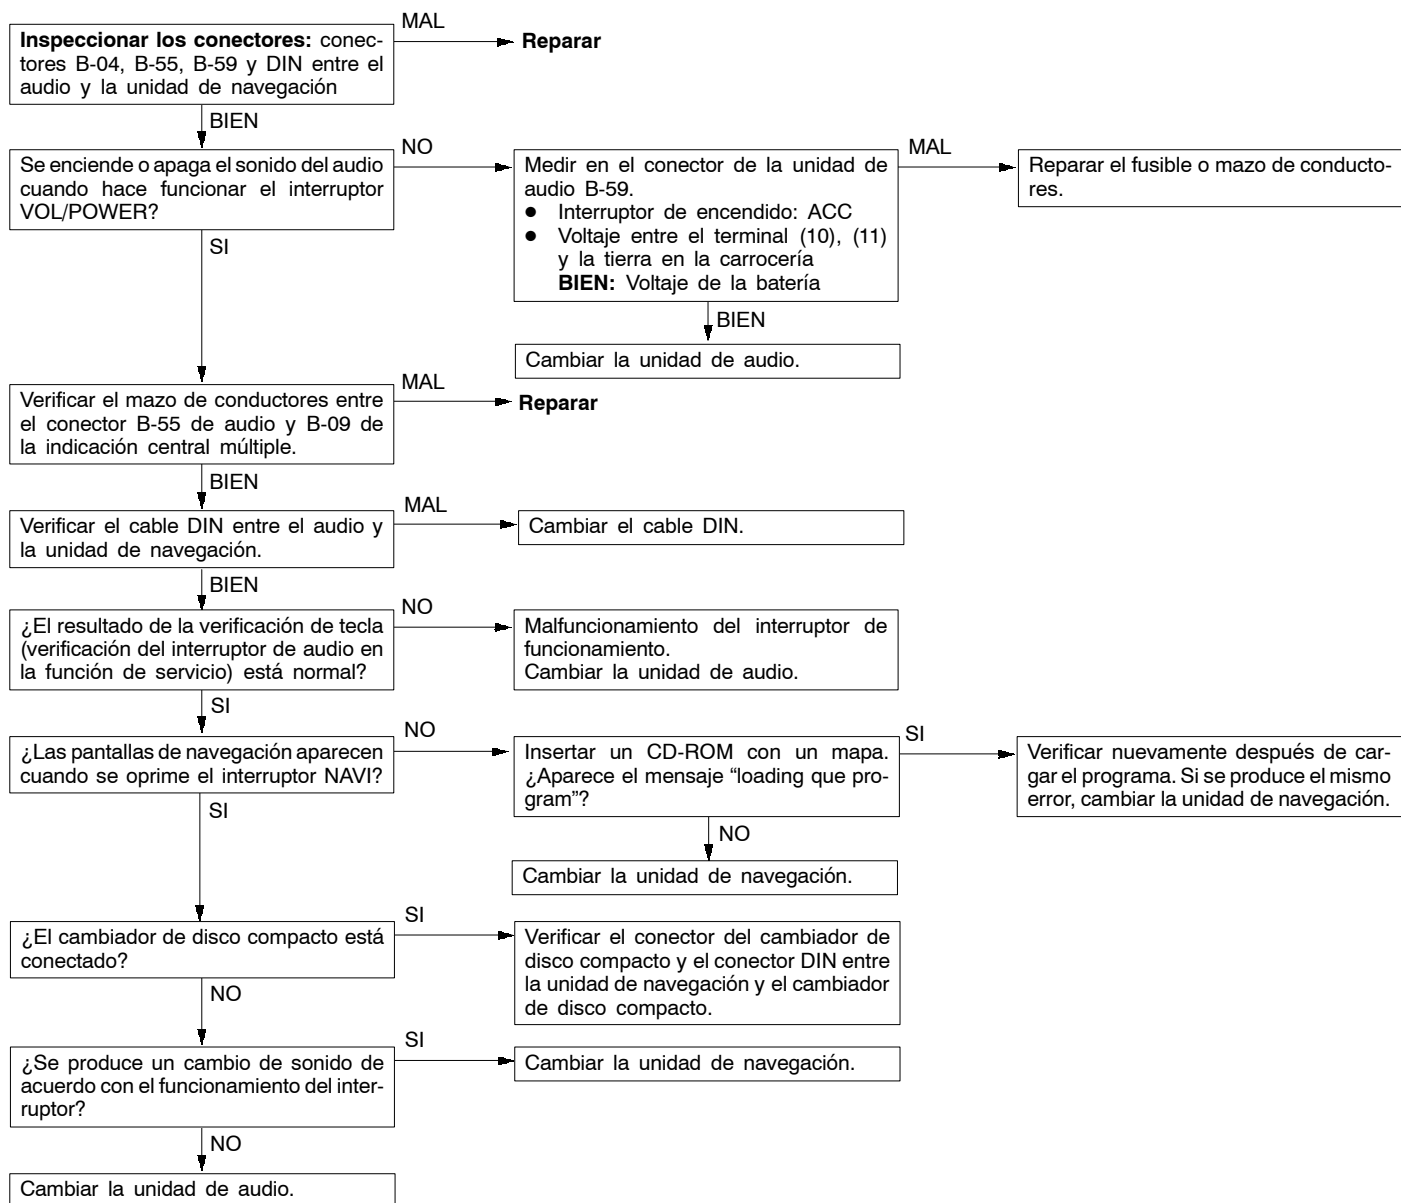 MAL
Inspeccionar los conectores: conec-
tores B-04, B-55, B-59 y DIN entre el
audio y la unidad de navegación
Reparar
BIEN
Se enciende o apaga el sonido del audio
cuando hace funcionar el interruptor
VOL/POWER?
NO
Medir en el conector de la unidad de
audio B-59.
● Interruptor de encendido: ACC
● Voltaje entre el terminal (10), (11)
y la tierra en la carrocería
BIEN: Voltaje de la batería
MAL
Reparar el fusible o mazo de conducto-
res.
SI
BIEN
Cambiar la unidad de audio.
Verificar el mazo de conductores entre
el conector B-55 de audio y B-09 de
la indicación central múltiple.
MAL
Reparar
BIEN
Verificar el cable DIN entre el audio y
la unidad de navegación.
MAL
Cambiar el cable DIN.
BIEN
¿El resultado de la verificación de tecla
(verificación del interruptor de audio en
la función de servicio) está normal?
NO
Malfuncionamiento del interruptor de
funcionamiento.
Cambiar la unidad de audio.
SI
¿Las pantallas de navegación aparecen
cuando se oprime el interruptor NAVI?
NO
Insertar un CD-ROM con un mapa.
¿Aparece el mensaje “loading que pro-
gram”?
SI
Verificar nuevamente después de car-
gar el programa. Si se produce el mismo
error, cambiar la unidad de navegación.
SI
NO
Cambiar la unidad de navegación.
¿El cambiador de disco compacto está
conectado?
SI
Verificar el conector del cambiador de
disco compacto y el conector DIN entre
la unidad de navegación y el cambiador
de disco compacto.
NO
¿Se produce un cambio de sonido de
acuerdo con el funcionamiento del inter-
ruptor?
SI
Cambiar la unidad de navegación.
NO
Cambiar la unidad de audio.